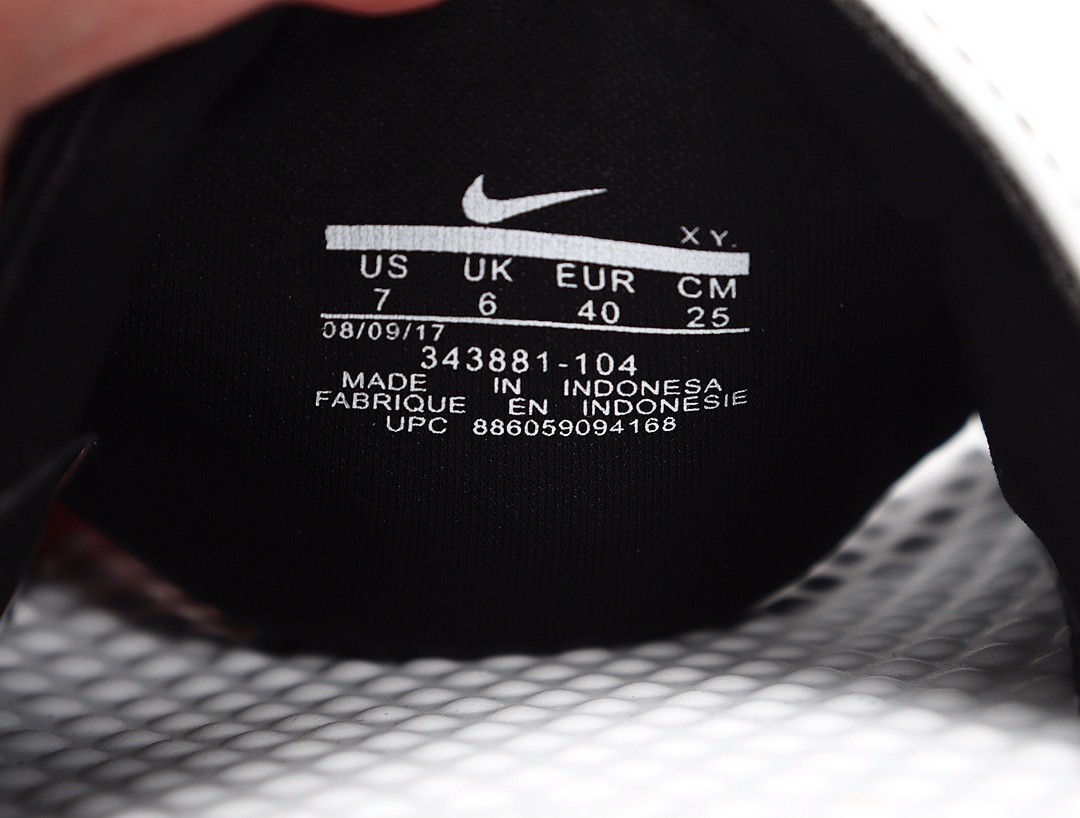 X Y.
US UK EUR CM
7 6 40 25
08/09/17
343881-104
MADE IN INDONESA
FABRIQUE EN INDONESIE
UPC 886059094168